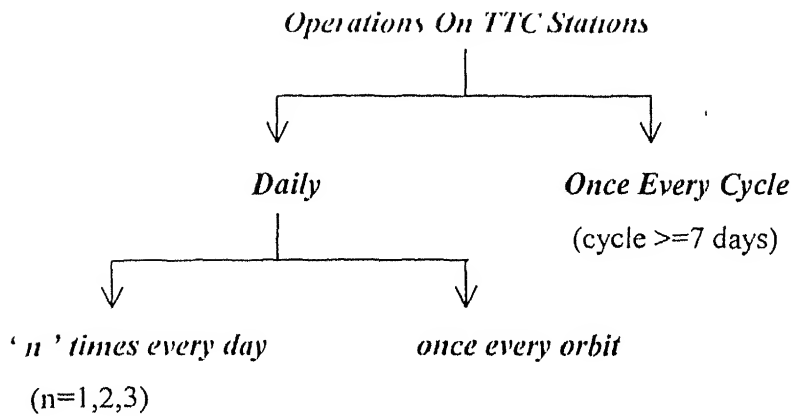 Operations On TTC Stations
Daily
Once Every Cycle
(cycle >=7 days)
' n ' times every day
once every orbit
(n=1,2,3)